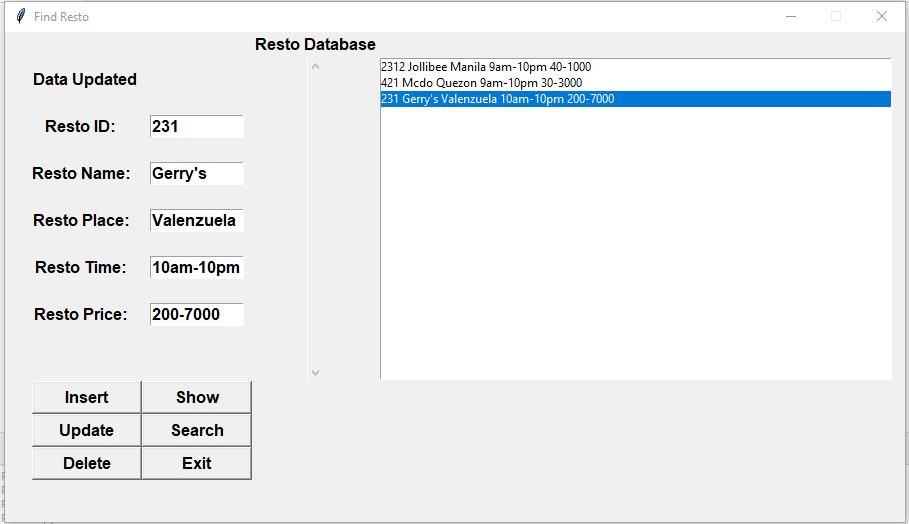 Find Resto
Resto Database
Data Updated
Resto ID: 231
Resto Name: Gerry's
Resto Place: Valenzuela
Resto Time: 10am-10pm
Resto Price: 200-7000
2312 Jollibee Manila 9am-10pm 40-1000
421 Mcdo Quezon 9am-10pm 30-3000
231 Gerry's Valenzuela 10am-10pm 200-7000
Insert Show
Update Search
Delete Exit